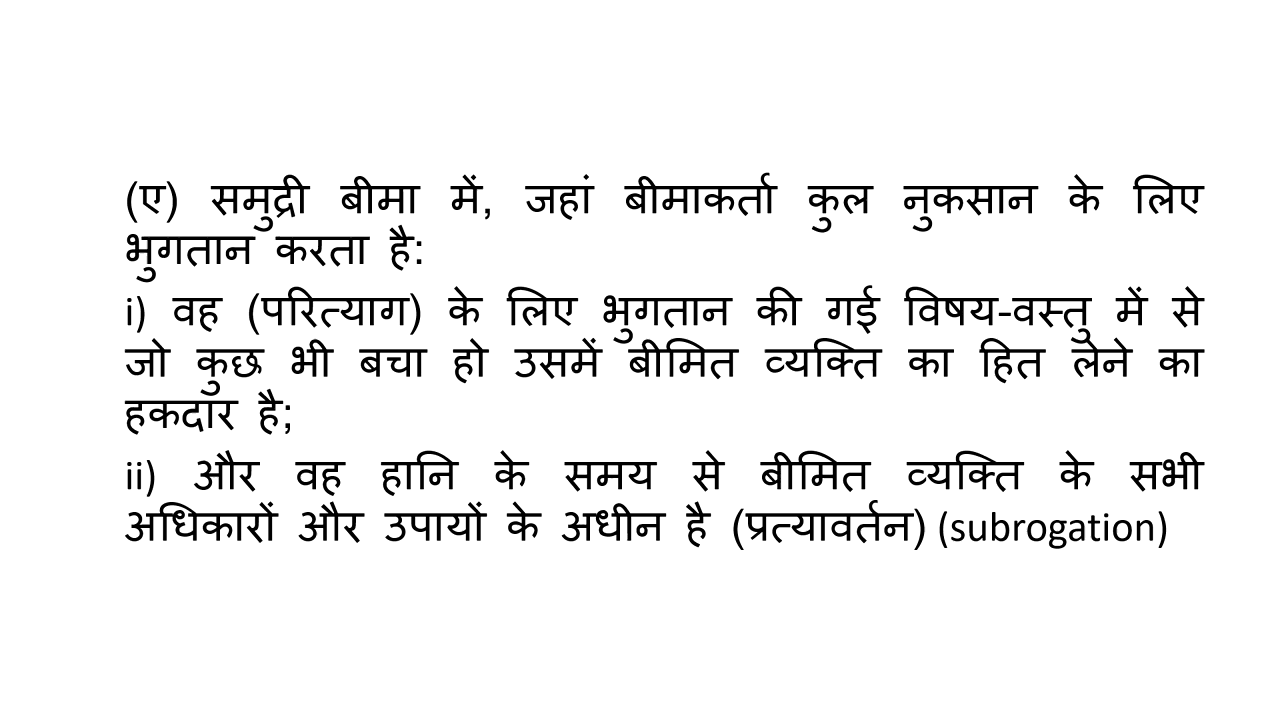 (ए) समुद्री बीमा में, जहां बीमाकर्ता कुल नुकसान के लिए
भुगतान करता है:
i) वह (परित्याग) के लिए भुगतान की गई विषय-वस्तु में से
जो कुछ भी बचा हो उसमें बीमित व्यक्ति का हित लेने का
हकदार है;
ii) और वह हानि के समय से बीमित व्यक्ति के सभी
अधिकारों और उपायों के अधीन है (प्रत्यावर्तन) (subrogation)